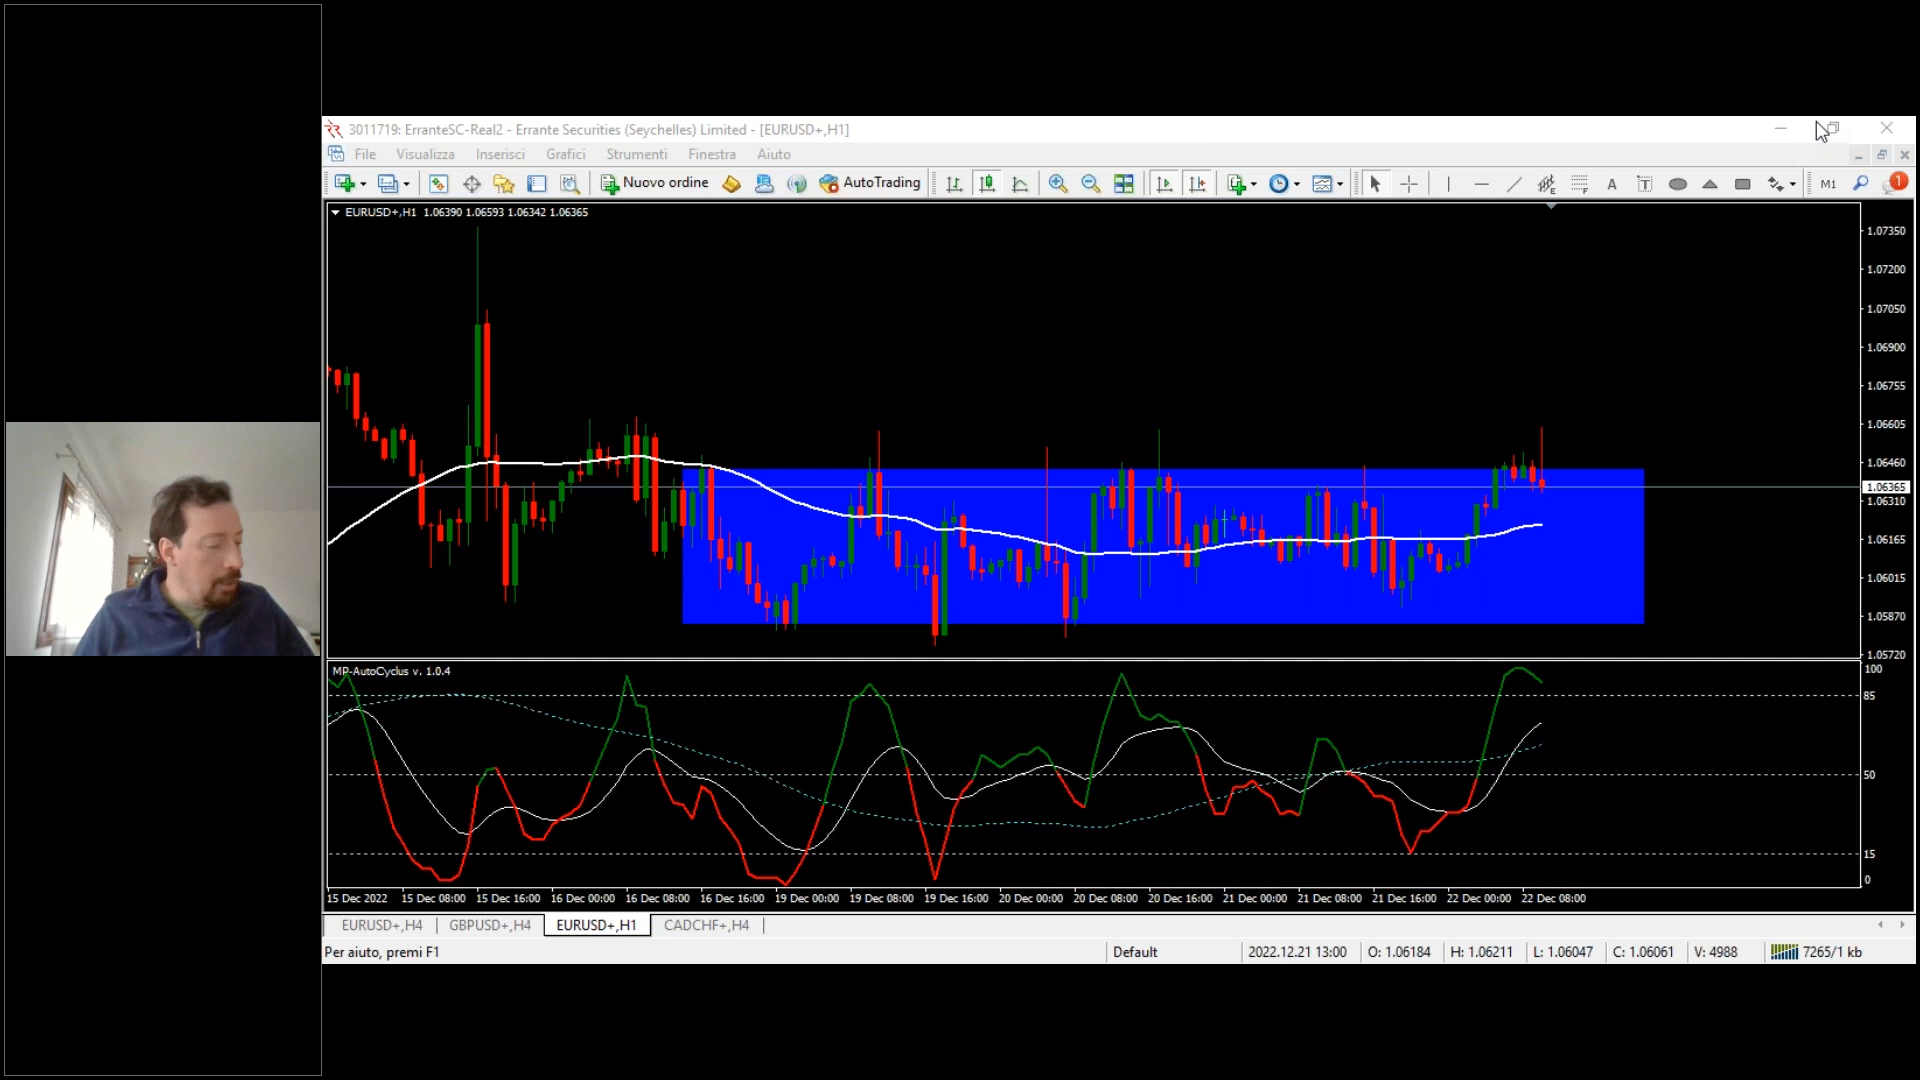 3011719: ErranteSC-Real2 - Errante Securities (Seychelles) Limited - [EURUSD+,H1]
File Visualizza Inserisci Grafici Strumenti Finestra Aiuto
Nuovo ordine AutoTrading A T M1 1
EURUSD+,H1 1.06390 1.06593 1.06342 1.06365
1.07350
1.07200
1.07050
1.06900
1.06755
1.06605
1.06460
1.06365
1.06310
1.06165
1.06015
1.05870
1.05720
MP-AutoCyclus v. 1.0.4
100
85
50
15
0
15 Dec 2022 15 Dec 08:00 15 Dec 16:00 16 Dec 00:00 16 Dec 08:00 16 Dec 16:00 19 Dec 00:00 19 Dec 08:00 19 Dec 16:00 20 Dec 00:00 20 Dec 08:00 20 Dec 16:00 21 Dec 00:00 21 Dec 08:00 21 Dec 16:00 22 Dec 00:00 22 Dec 08:00
EURUSD+,H4 GBPUSD+,H4 EURUSD+,H1 CADCHF+,H4
Per aiuto, premi F1 Default 2022.12.21 13:00 O: 1.06184 H: 1.06211 L: 1.06047 C: 1.06061 V: 4988 7265/1 kb